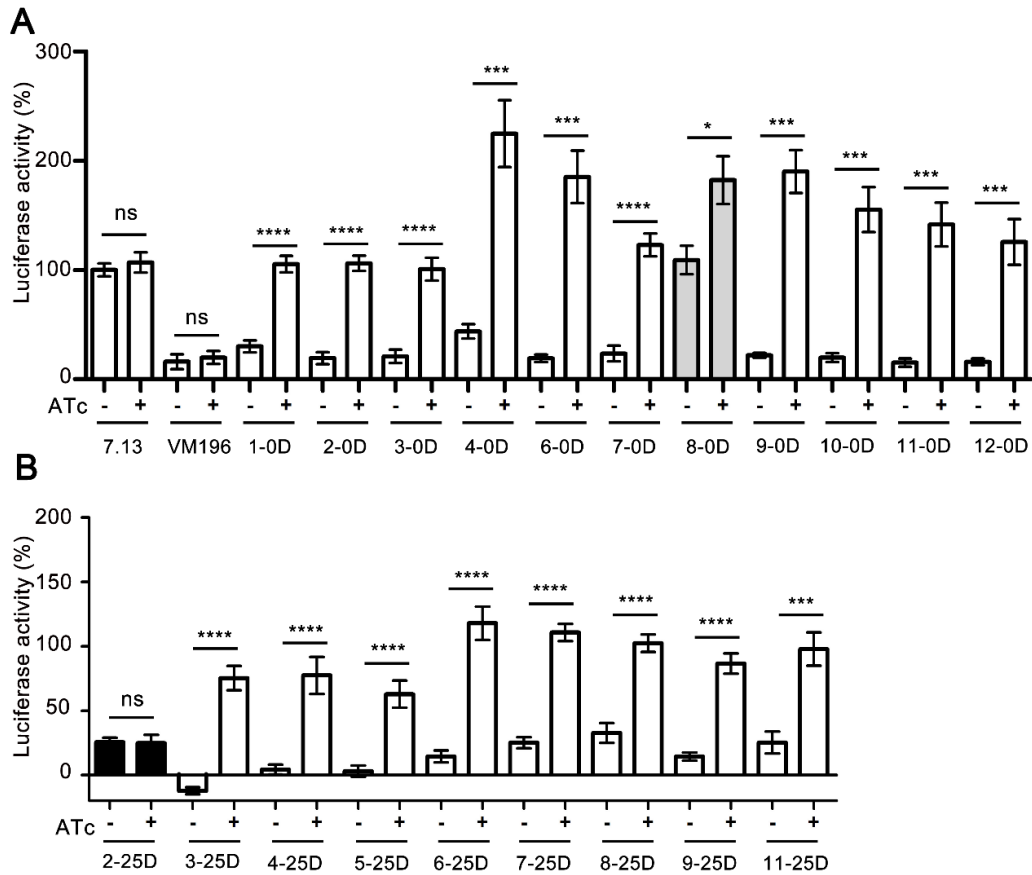 A
Luciferase activity (%)
300
200
100
0
ns
ns
****
****
****
***
***
****
*
***
***
***
***
ATc - + - + - + - + - + - + - + - + - + - + - + - + - +
7.13 VM196 1-0D 2-0D 3-0D 4-0D 6-0D 7-0D 8-0D 9-0D 10-0D 11-0D 12-0D
B
Luciferase activity (%)
200
150
100
50
0
ns
****
****
****
****
****
****
****
***
ATc - + - + - + - + - + - + - + - + - +
2-25D 3-25D 4-25D 5-25D 6-25D 7-25D 8-25D 9-25D 11-25D